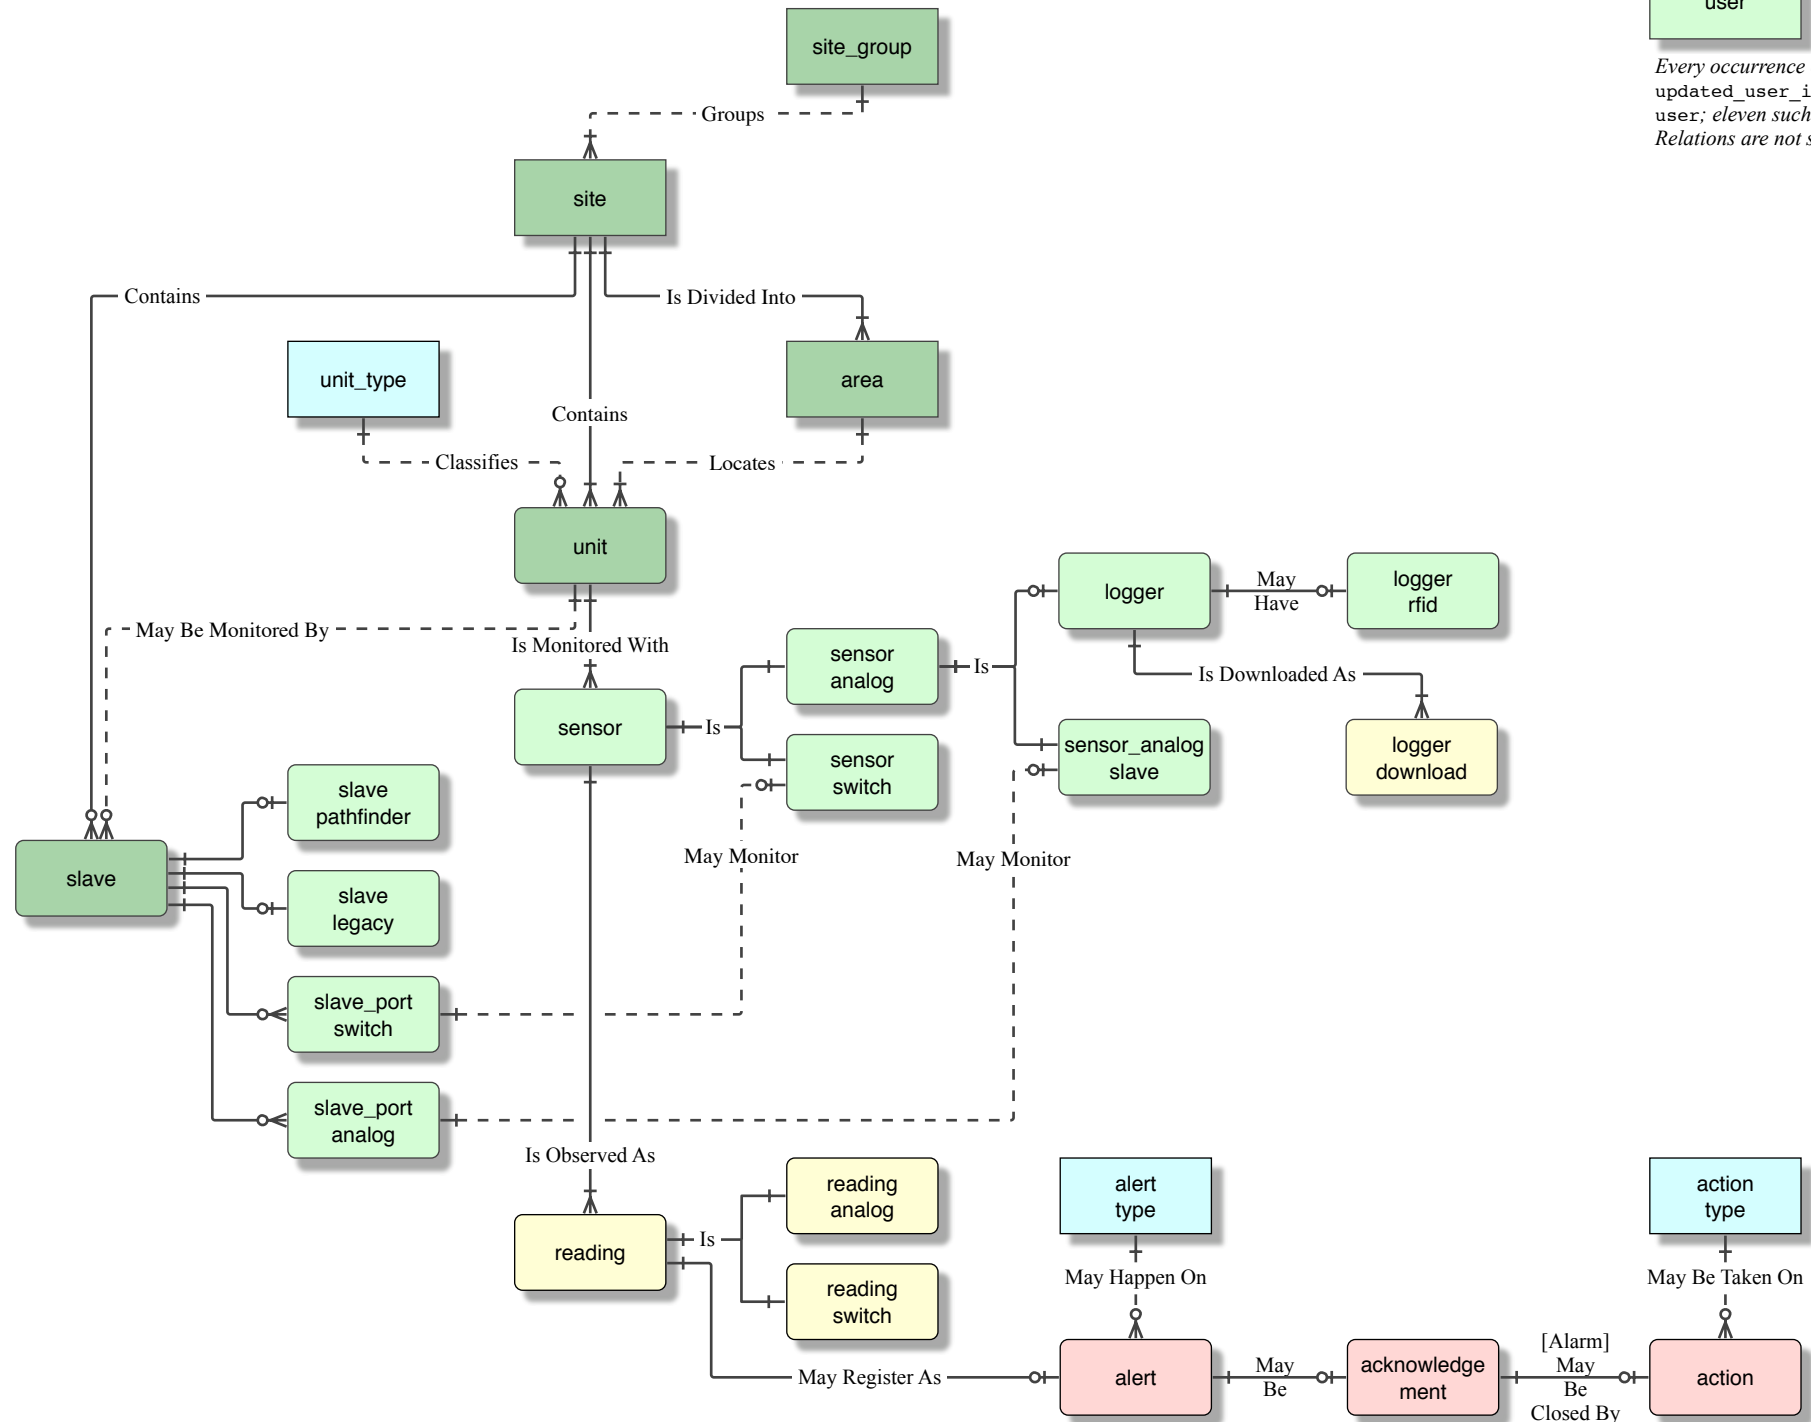 user
Every occurrence
updated_user_i
user; eleven such
Relations are not s
site_group
Groups
site
Contains
Is Divided Into
unit_type
area
Contains
Classifies
Locates
unit
May Be Monitored By
Is Monitored With
logger
May
Have
logger
rfid
sensor
analog
Is
Is Downloaded As
sensor
Is
sensor
switch
sensor_analog
slave
logger
download
slave
pathfinder
May Monitor
May Monitor
slave
slave
legacy
slave_port
switch
slave_port
analog
Is Observed As
reading
analog
alert
type
action
type
reading
Is
May Happen On
May Be Taken On
reading
switch
May Register As
alert
May
Be
acknowledge
ment
[Alarm]
May
Be
Closed By
action